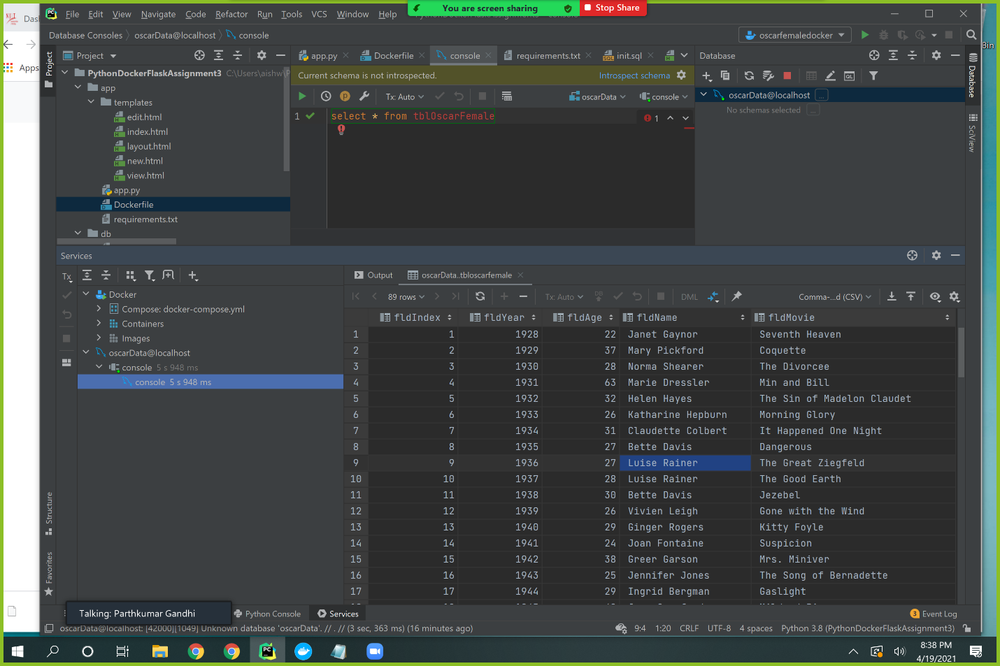 Das
Apps
Bin
You are screen sharing
Stop Share
PC
File Edit View Navigate Code Refactor Run Tools VCS Window Help
Database Consoles oscarData@localhost console
oscarfemaledocker
Project
Project
app.py
Dockerfile
console
requirements.txt
init.sql
Database
Database
SciView
PythonDockerFlaskAssignment3 C:\Users\aishw\P
app
templates
edit.html
index.html
layout.html
new.html
view.html
app.py
Dockerfile
requirements.txt
db
Current schema is not introspected.
Introspect schema
Tx: Auto
oscarData
console
1
select * from tblOscarFemale
1
oscarData@localhost ...
No schemas selected ...
Services
Tx
Docker
Compose: docker-compose.yml
Containers
Images
oscarData@localhost
console 5 s 948 ms
console 5 s 948 ms
Output
oscarData..tbloscarfemale
89 rows
Tx: Auto
DB
DML
Comma-...d (CSV)
fldIndex fldYear fldAge fldName fldMovie
1 1 1928 22 Janet Gaynor Seventh Heaven
2 2 1929 37 Mary Pickford Coquette
3 3 1930 28 Norma Shearer The Divorcee
4 4 1931 63 Marie Dressler Min and Bill
5 5 1932 32 Helen Hayes The Sin of Madelon Claudet
6 6 1933 26 Katharine Hepburn Morning Glory
7 7 1934 31 Claudette Colbert It Happened One Night
8 8 1935 27 Bette Davis Dangerous
9 9 1936 27 Luise Rainer The Great Ziegfeld
10 10 1937 28 Luise Rainer The Good Earth
11 11 1938 30 Bette Davis Jezebel
12 12 1939 26 Vivien Leigh Gone with the Wind
13 13 1940 29 Ginger Rogers Kitty Foyle
14 14 1941 24 Joan Fontaine Suspicion
15 15 1942 38 Greer Garson Mrs. Miniver
16 16 1943 25 Jennifer Jones The Song of Bernadette
17 17 1944 29 Ingrid Bergman Gaslight
Structure
Favorites
Talking: Parthkumar Gandhi
Python Console
Services
3 Event Log
oscarData@localhost: [42000][1049] Unknown database 'oscarData'. // . // (3 sec, 363 ms) (16 minutes ago)
9:4 1:20 CRLF UTF-8 4 spaces Python 3.8 (PythonDockerFlaskAssignment3)
PC
8:38 PM
4/19/2021